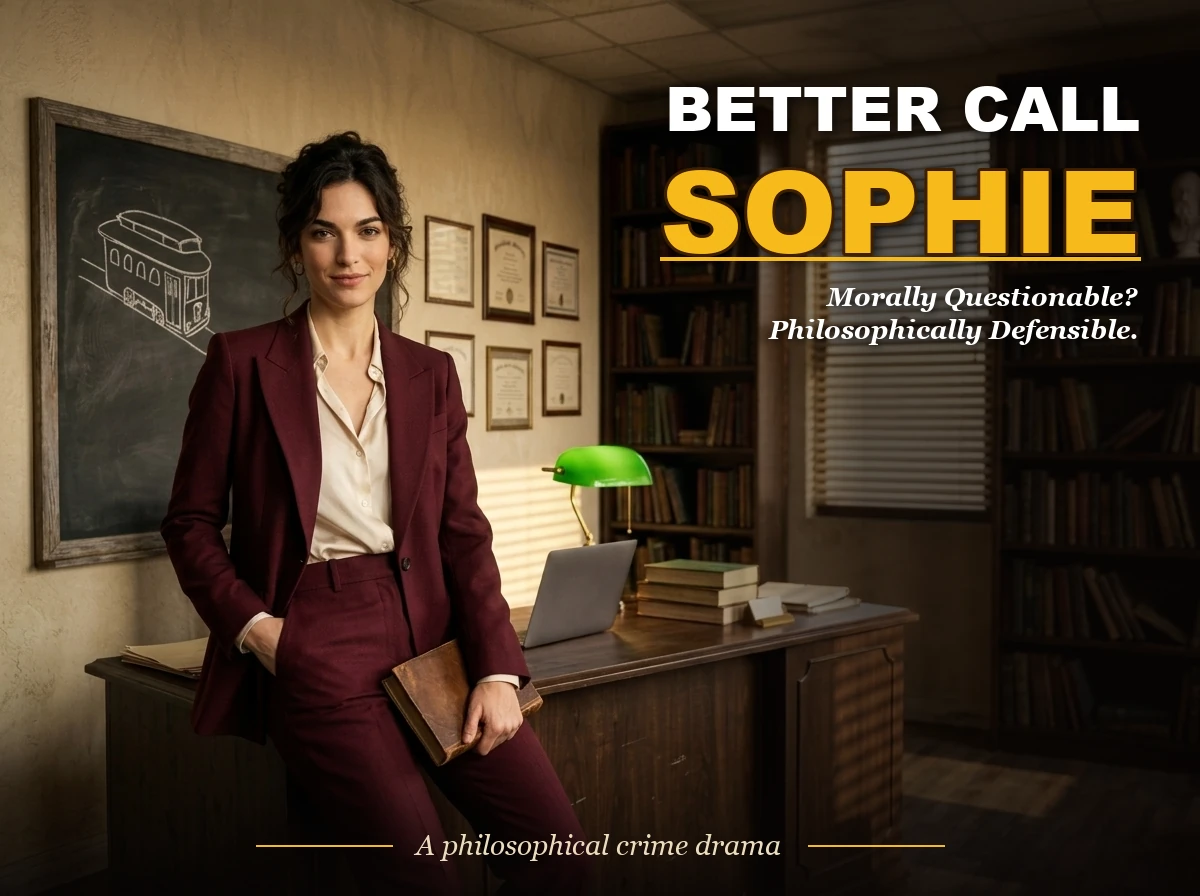 BETTER CALL
SOPHIE
Morally Questionable?
Philosophically Defensible.
A philosophical crime drama